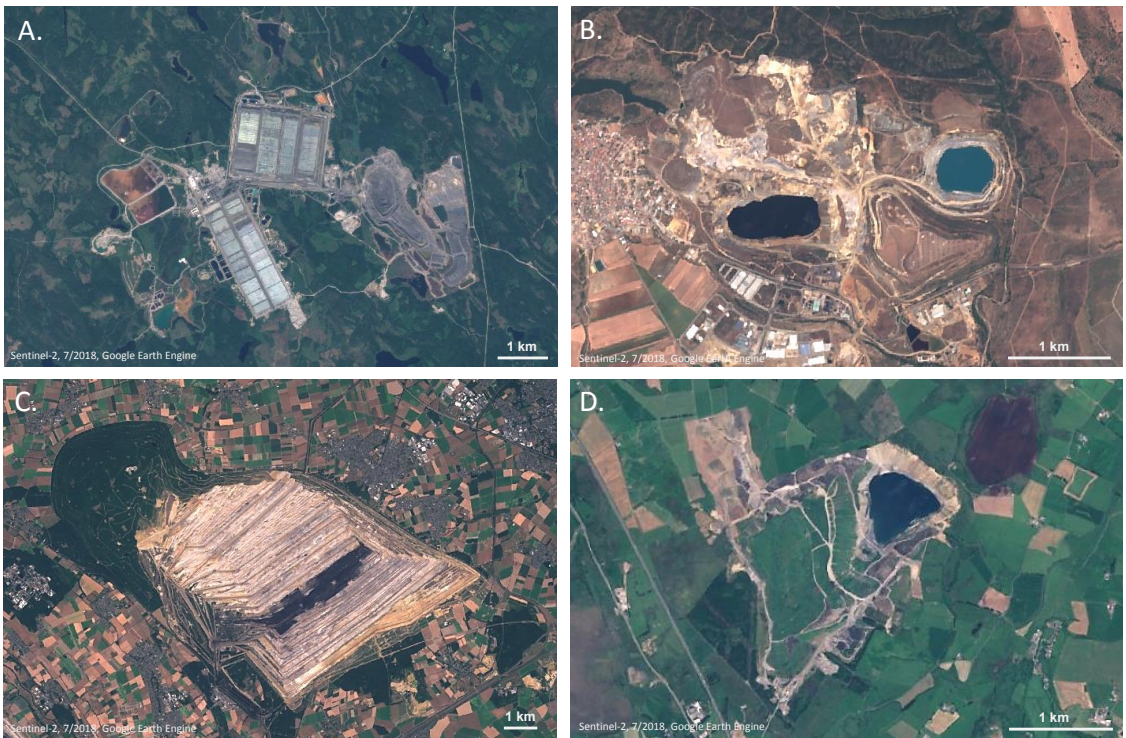 A.
Sentinel-2, 7/2018, Google Earth Engine
1 km
B.
Sentinel-2, 7/2018, Google Earth Engine
1 km
C.
Sentinel-2, 7/2018, Google Earth Engine
1 km
D.
Sentinel-2, 7/2018, Google Earth Engine
1 km